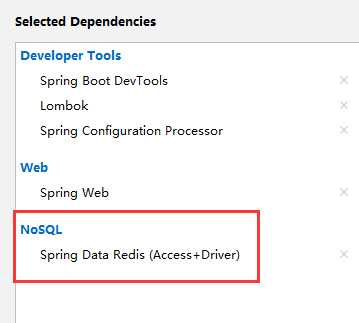 Selected Dependencies
Developer Tools
Spring Boot DevTools
Lombok
Spring Configuration Processor
Web
Spring Web
NoSQL
Spring Data Redis (Access+Driver)